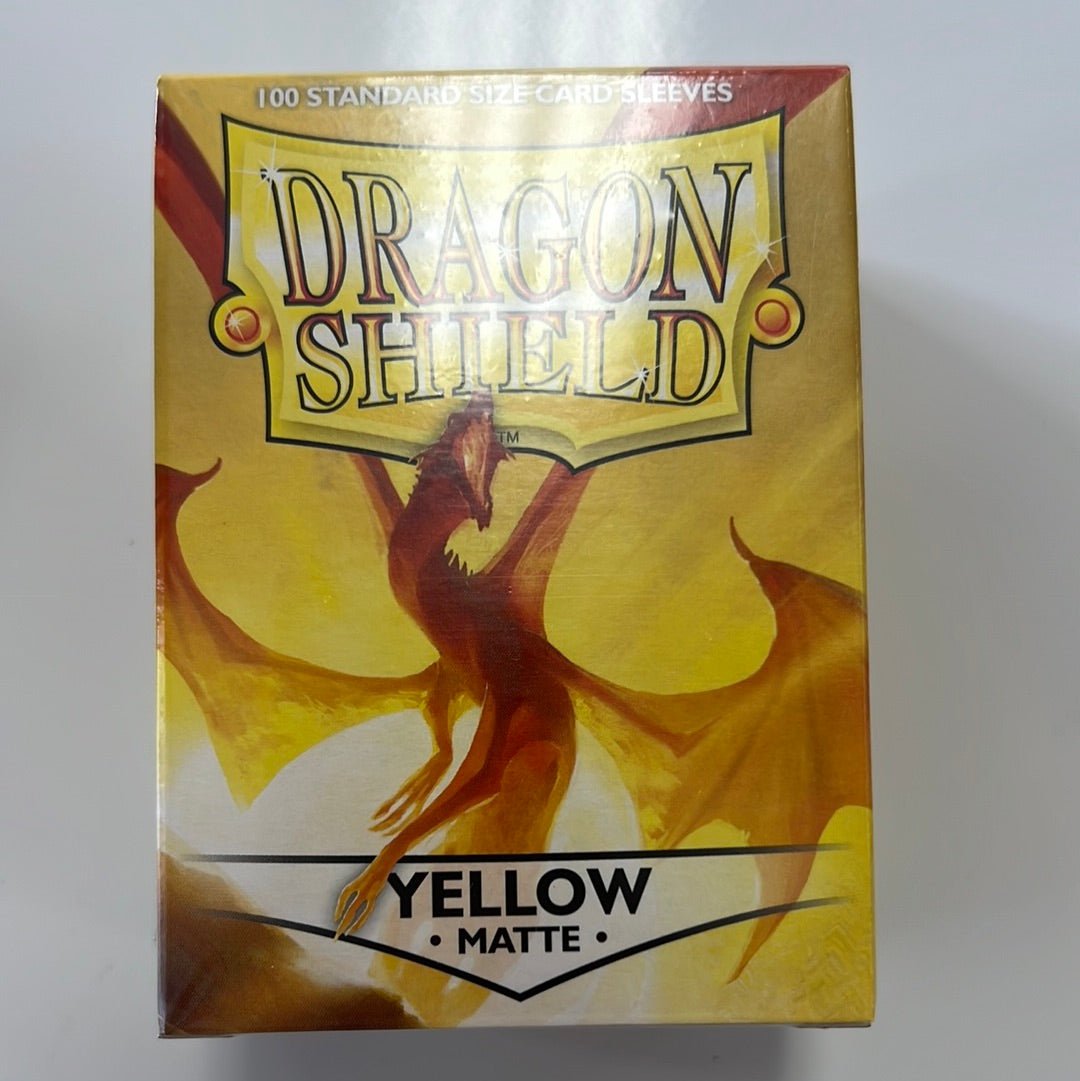 100 STANDARD SIZE CARD SLEEVES
DRAGON
SHIELD
TM
YELLOW
• MATTE •